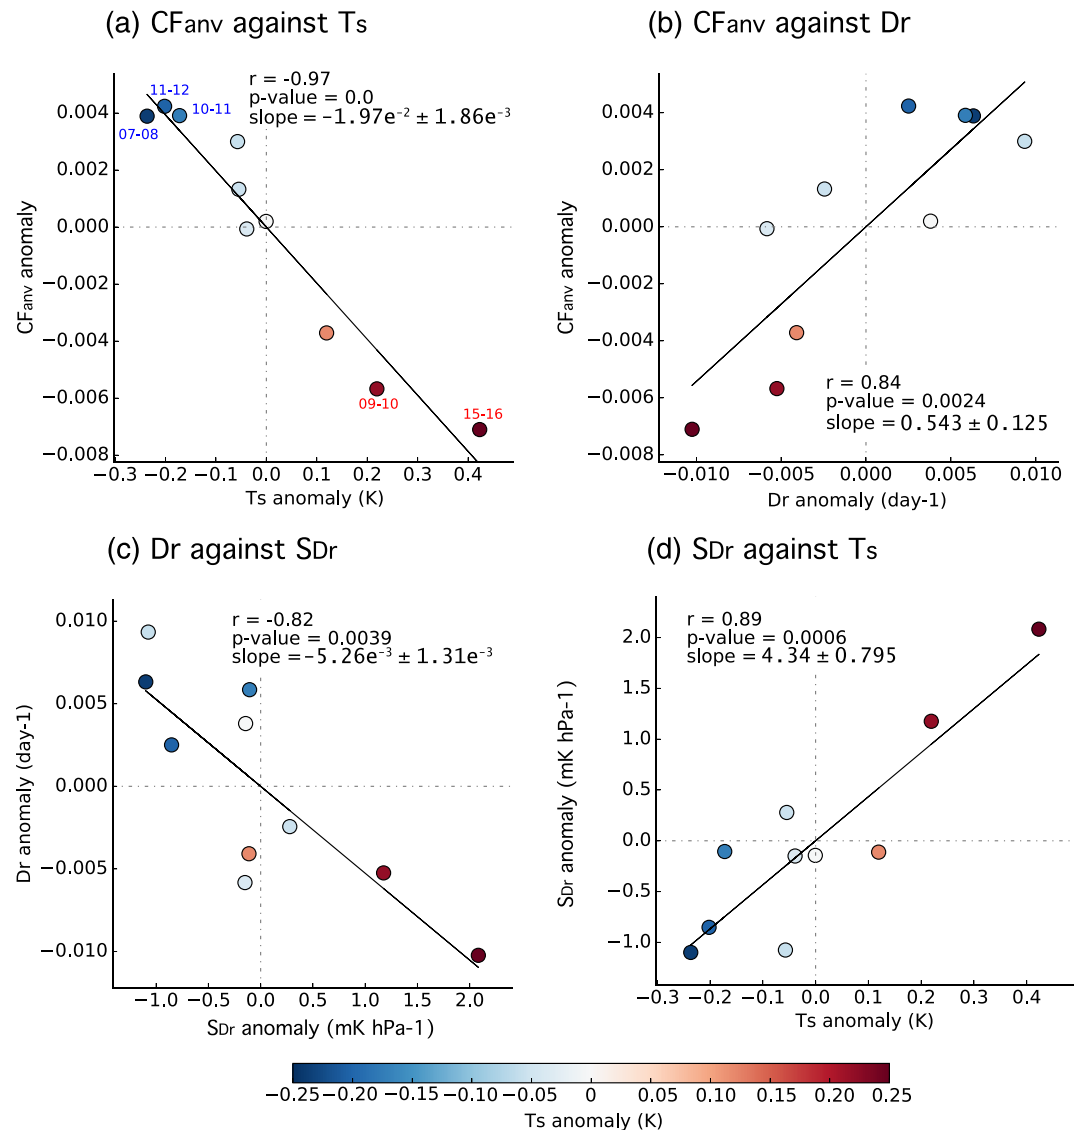 (a) CFanv against Ts
r = -0.97
p-value = 0.0
slope = −1.97e⁻² ± 1.86e⁻³
11-12
10-11
07-08
09-10
15-16
0.004
0.002
0.000
−0.002
−0.004
−0.006
−0.008
CFanv anomaly
−0.3 −0.2 −0.1 0.0 0.1 0.2 0.3 0.4
Ts anomaly (K)
(b) CFanv against Dr
0.004
0.002
0.000
−0.002
−0.004
−0.006
−0.008
CFanv anomaly
r = 0.84
p-value = 0.0024
slope = 0.543 ± 0.125
−0.010 −0.005 0.000 0.005 0.010
Dr anomaly (day-1)
(c) Dr against SDr
r = -0.82
p-value = 0.0039
slope = −5.26e⁻³ ± 1.31e⁻³
0.010
0.005
0.000
−0.005
−0.010
Dr anomaly (day-1)
−1.0 −0.5 0.0 0.5 1.0 1.5 2.0
SDr anomaly (mK hPa-1)
(d) SDr against Ts
r = 0.89
p-value = 0.0006
slope = 4.34 ± 0.795
2.0
1.5
1.0
0.5
0.0
−0.5
−1.0
SDr anomaly (mK hPa-1)
−0.3 −0.2 −0.1 0.0 0.1 0.2 0.3 0.4
Ts anomaly (K)
−0.25 −0.20 −0.15 −0.10 −0.05 0 0.05 0.10 0.15 0.20 0.25
Ts anomaly (K)